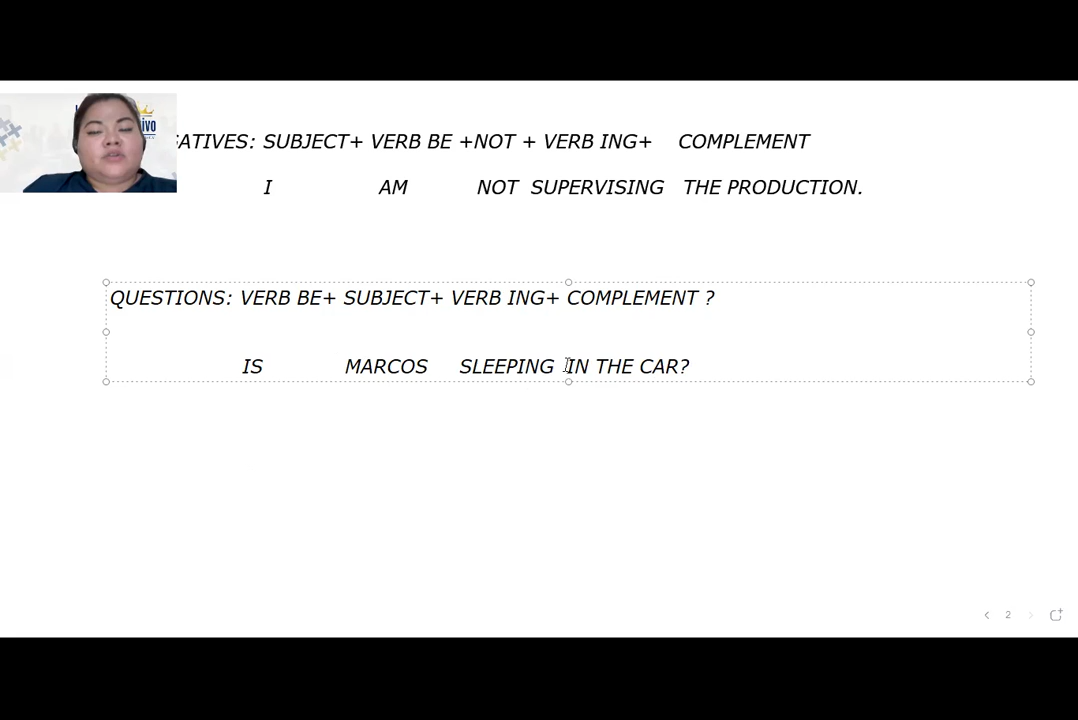 ATIVES: SUBJECT+ VERB BE +NOT + VERB ING+ COMPLEMENT
I AM NOT SUPERVISING THE PRODUCTION.
QUESTIONS: VERB BE+ SUBJECT+ VERB ING+ COMPLEMENT ?
IS MARCOS SLEEPING IN THE CAR?
2